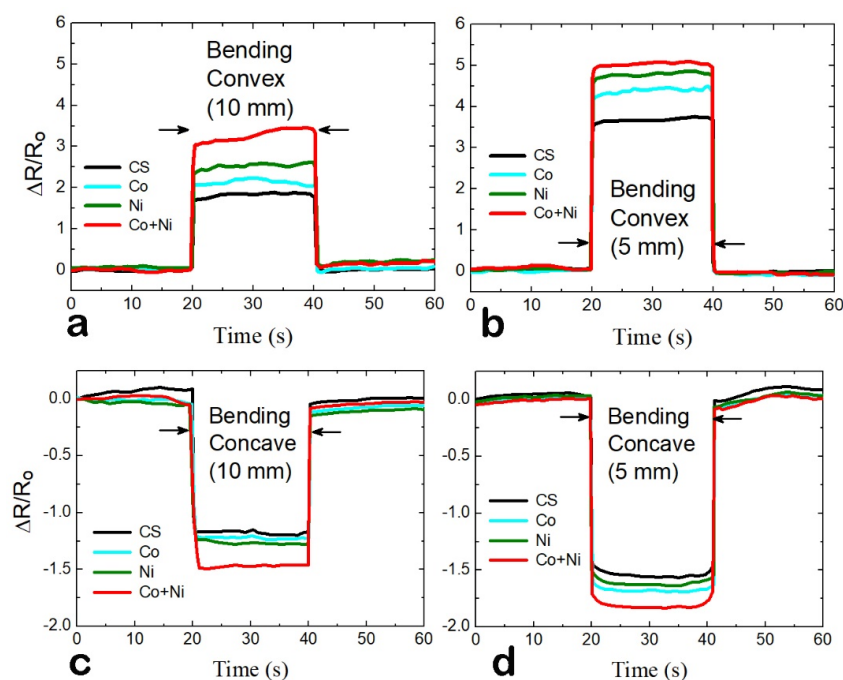 6
5
4
3
2
1
0
ΔR/Ro
Bending
Convex
(10 mm)
CS
Co
Ni
Co+Ni
0 10 20 30 40 50 60
a
Time (s)
6
5
4
3
2
1
0
ΔR/Ro
CS
Co
Ni
Co+Ni
Bending
Convex
(5 mm)
0 10 20 30 40 50 60
b
Time (s)
0.0
-0.5
-1.0
-1.5
-2.0
ΔR/Ro
Bending
Concave
(10 mm)
CS
Co
Ni
Co+Ni
0 10 20 30 40 50 60
c
Time (s)
0.0
-0.5
-1.0
-1.5
-2.0
Bending
Concave
(5 mm)
CS
Co
Ni
Co+Ni
0 10 20 30 40 50 60
d
Time (s)